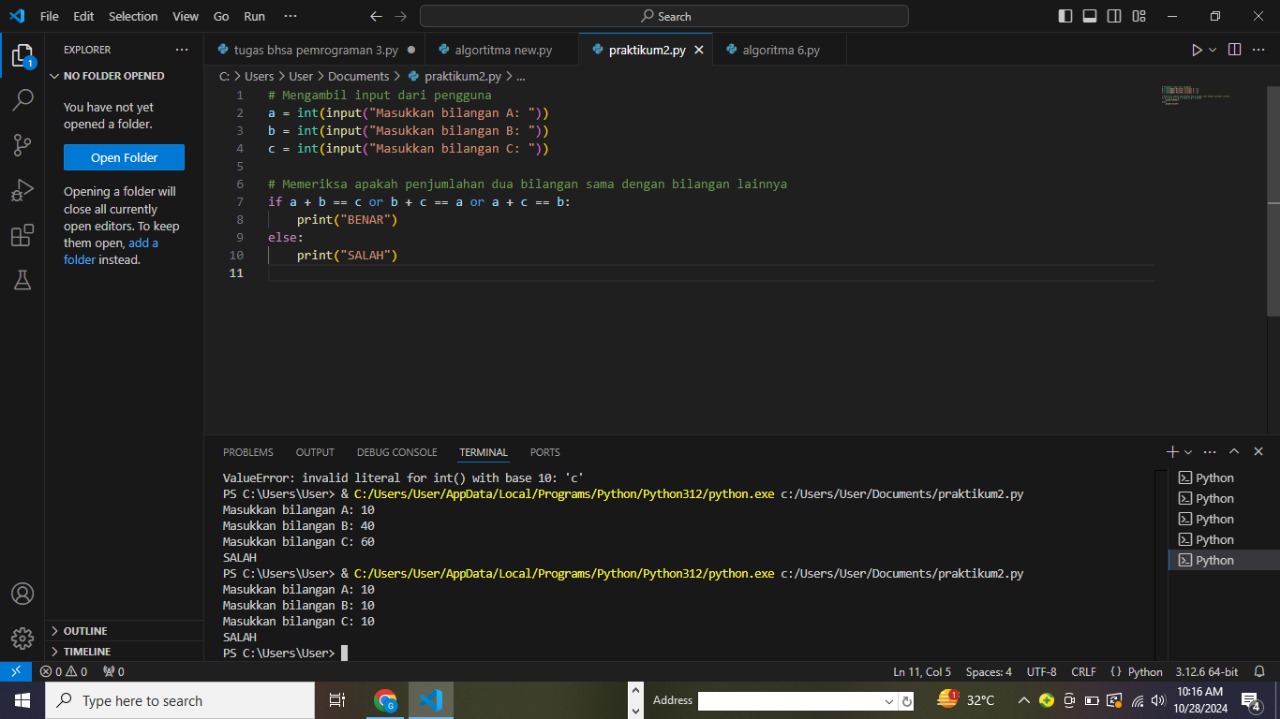 File Edit Selection View Go Run ··· Search
EXPLORER ···
NO FOLDER OPENED
You have not yet
opened a folder.
Open Folder
Opening a folder will
close all currently
open editors. To keep
them open, add a
folder instead.
OUTLINE
TIMELINE
tugas bhsa pemrograman 3.py algortitma new.py praktikum2.py algoritma 6.py
C: > Users > User > Documents > praktikum2.py > ...
1 # Mengambil input dari pengguna
2 a = int(input("Masukkan bilangan A: "))
3 b = int(input("Masukkan bilangan B: "))
4 c = int(input("Masukkan bilangan C: "))
5
6 # Memeriksa apakah penjumlahan dua bilangan sama dengan bilangan lainnya
7 if a + b == c or b + c == a or a + c == b:
8 print("BENAR")
9 else:
10 print("SALAH")
11
PROBLEMS OUTPUT DEBUG CONSOLE TERMINAL PORTS
ValueError: invalid literal for int() with base 10: 'c'
PS C:\Users\User> & C:/Users/User/AppData/Local/Programs/Python/Python312/python.exe c:/Users/User/Documents/praktikum2.py
Masukkan bilangan A: 10
Masukkan bilangan B: 40
Masukkan bilangan C: 60
SALAH
PS C:\Users\User> & C:/Users/User/AppData/Local/Programs/Python/Python312/python.exe c:/Users/User/Documents/praktikum2.py
Masukkan bilangan A: 10
Masukkan bilangan B: 10
Masukkan bilangan C: 10
SALAH
PS C:\Users\User>
Python
Python
Python
Python
Python
0 0 0 Ln 11, Col 5 Spaces: 4 UTF-8 CRLF { } Python 3.12.6 64-bit
Type here to search Address 32°C 10:16 AM
10/28/2024 4